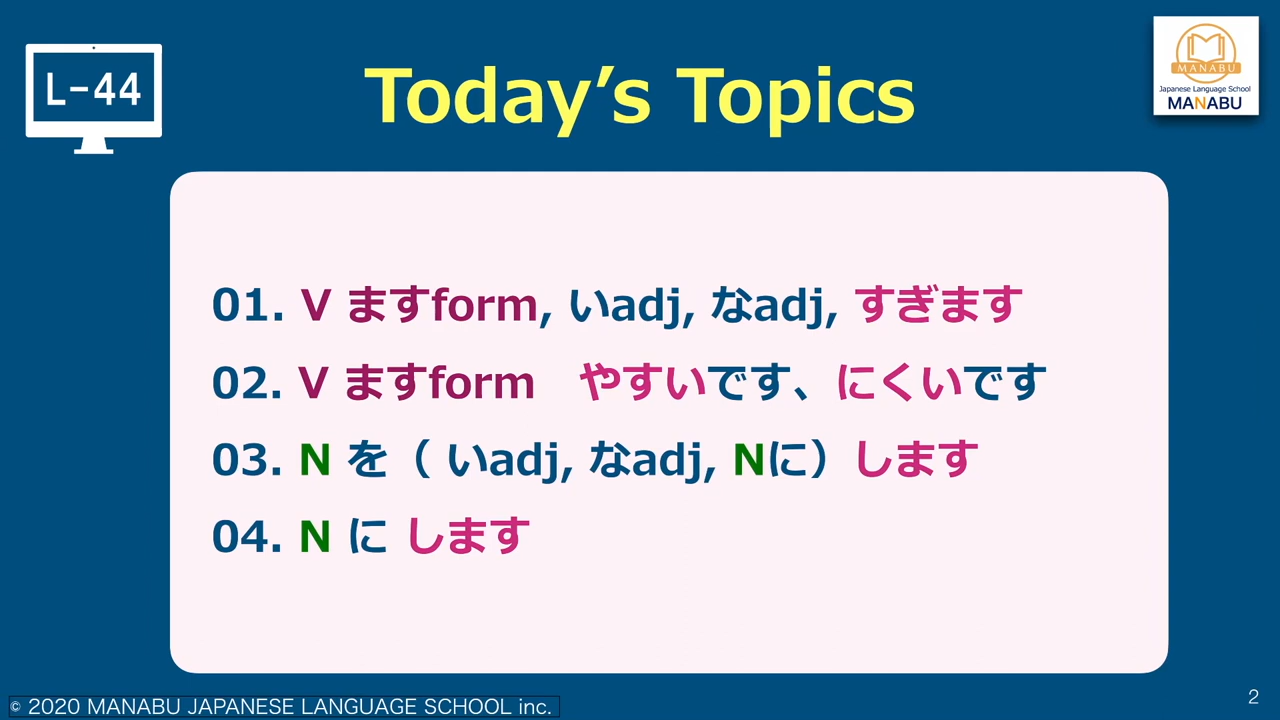 L-44
Today’s Topics
MANABU
Japanese Language School
MANABU
01. V ますform, いadj, なadj, すぎます
02. V ますform　やすいです、にくいです
03. N を（ いadj, なadj, Nに）します
04. N に します
© 2020 MANABU JAPANESE LANGUAGE SCHOOL inc.
2